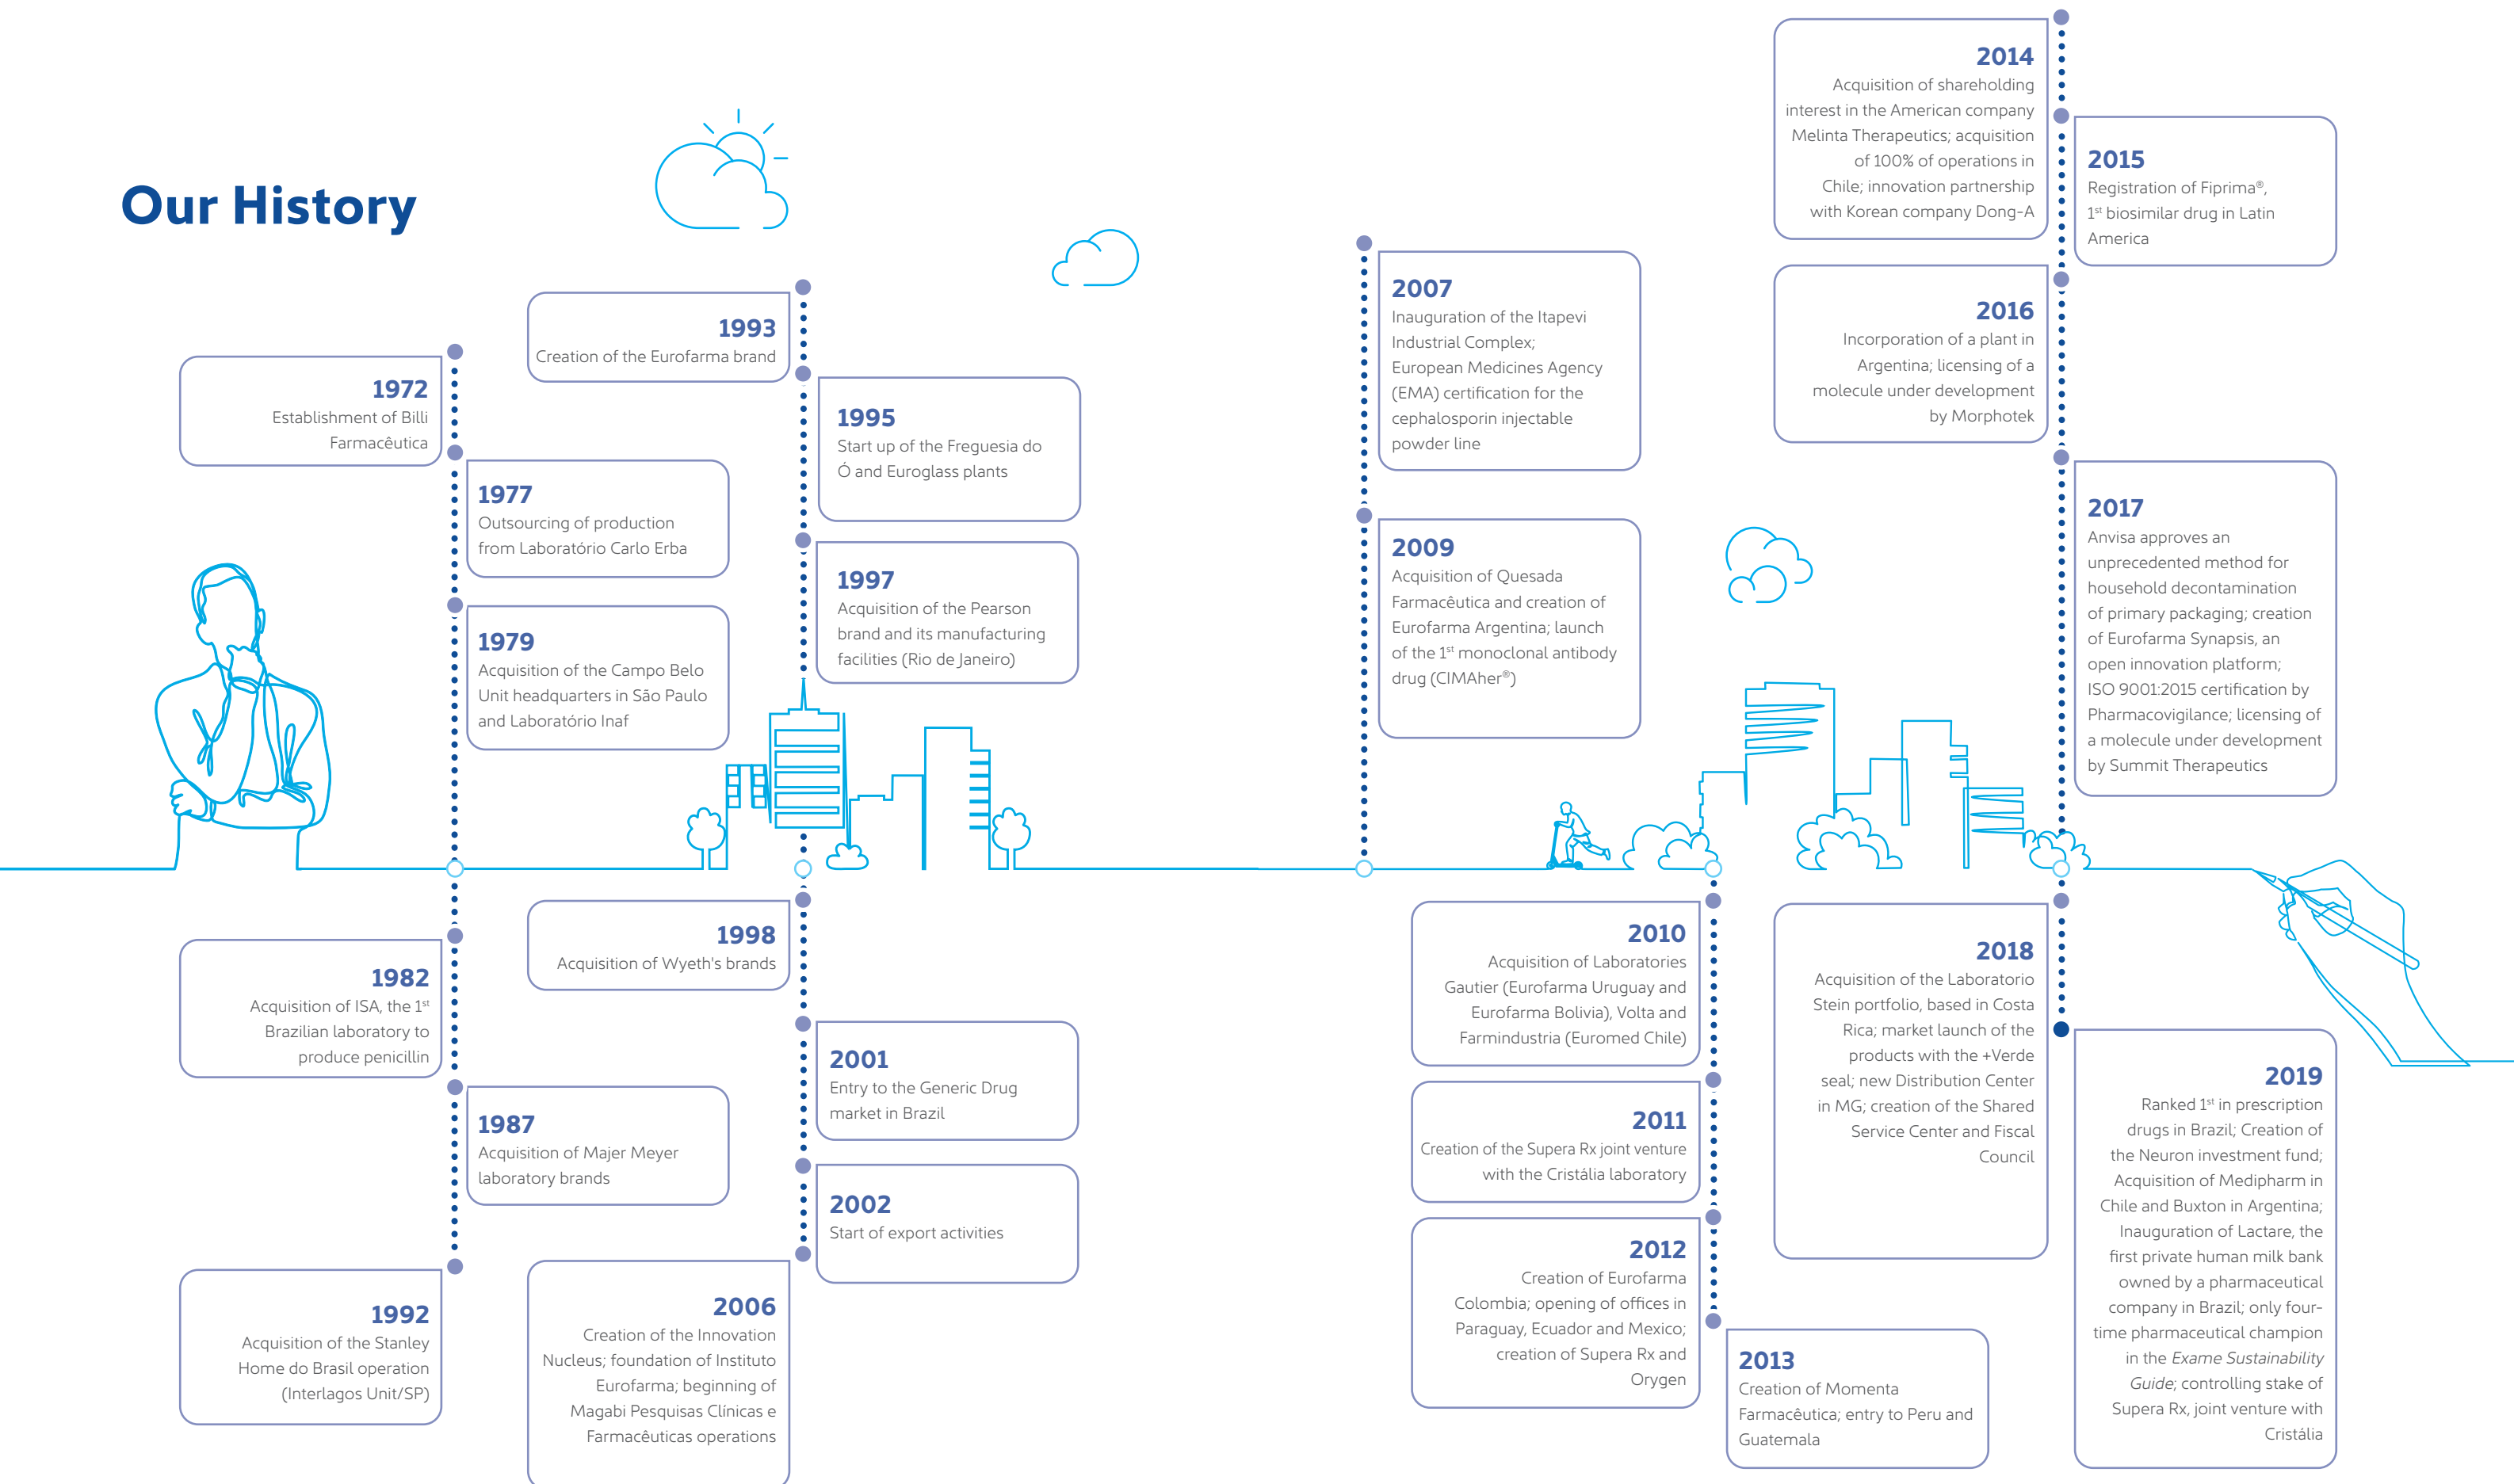 Our History
1972
Establishment of Billi
Farmacêutica
1977
Outsourcing of production
from Laboratório Carlo Erba
1979
Acquisition of the Campo Belo
Unit headquarters in São Paulo
and Laboratório Inaf
1982
Acquisition of ISA, the 1st
Brazilian laboratory to
produce penicillin
1987
Acquisition of Majer Meyer
laboratory brands
1992
Acquisition of the Stanley
Home do Brasil operation
(Interlagos Unit/SP)
1993
Creation of the Eurofarma brand
1995
Start up of the Freguesia do
Ó and Euroglass plants
1997
Acquisition of the Pearson
brand and its manufacturing
facilities (Rio de Janeiro)
1998
Acquisition of Wyeth's brands
2001
Entry to the Generic Drug
market in Brazil
2002
Start of export activities
2006
Creation of the Innovation
Nucleus; foundation of Instituto
Eurofarma; beginning of
Magabi Pesquisas Clínicas e
Farmacêuticas operations
2007
Inauguration of the Itapevi
Industrial Complex;
European Medicines Agency
(EMA) certification for the
cephalosporin injectable
powder line
2009
Acquisition of Quesada
Farmacêutica and creation of
Eurofarma Argentina; launch
of the 1st monoclonal antibody
drug (CIMAher®)
2010
Acquisition of Laboratories
Gautier (Eurofarma Uruguay and
Eurofarma Bolivia), Volta and
Farmindustria (Euromed Chile)
2011
Creation of the Supera Rx joint venture
with the Cristália laboratory
2012
Creation of Eurofarma
Colombia; opening of offices in
Paraguay, Ecuador and Mexico;
creation of Supera Rx and
Orygen
2013
Creation of Momenta
Farmacêutica; entry to Peru and
Guatemala
2014
Acquisition of shareholding
interest in the American company
Melinta Therapeutics; acquisition
of 100% of operations in
Chile; innovation partnership
with Korean company Dong-A
2015
Registration of Fiprima®,
1st biosimilar drug in Latin
America
2016
Incorporation of a plant in
Argentina; licensing of a
molecule under development
by Morphotek
2017
Anvisa approves an
unprecedented method for
household decontamination
of primary packaging; creation
of Eurofarma Synapsis, an
open innovation platform;
ISO 9001:2015 certification by
Pharmacovigilance; licensing of
a molecule under development
by Summit Therapeutics
2018
Acquisition of the Laboratorio
Stein portfolio, based in Costa
Rica; market launch of the
products with the +Verde
seal; new Distribution Center
in MG; creation of the Shared
Service Center and Fiscal
Council
2019
Ranked 1st in prescription
drugs in Brazil; Creation of
the Neuron investment fund;
Acquisition of Medipharm in
Chile and Buxton in Argentina;
Inauguration of Lactare, the
first private human milk bank
owned by a pharmaceutical
company in Brazil; only four-
time pharmaceutical champion
in the Exame Sustainability
Guide; controlling stake of
Supera Rx, joint venture with
Cristália